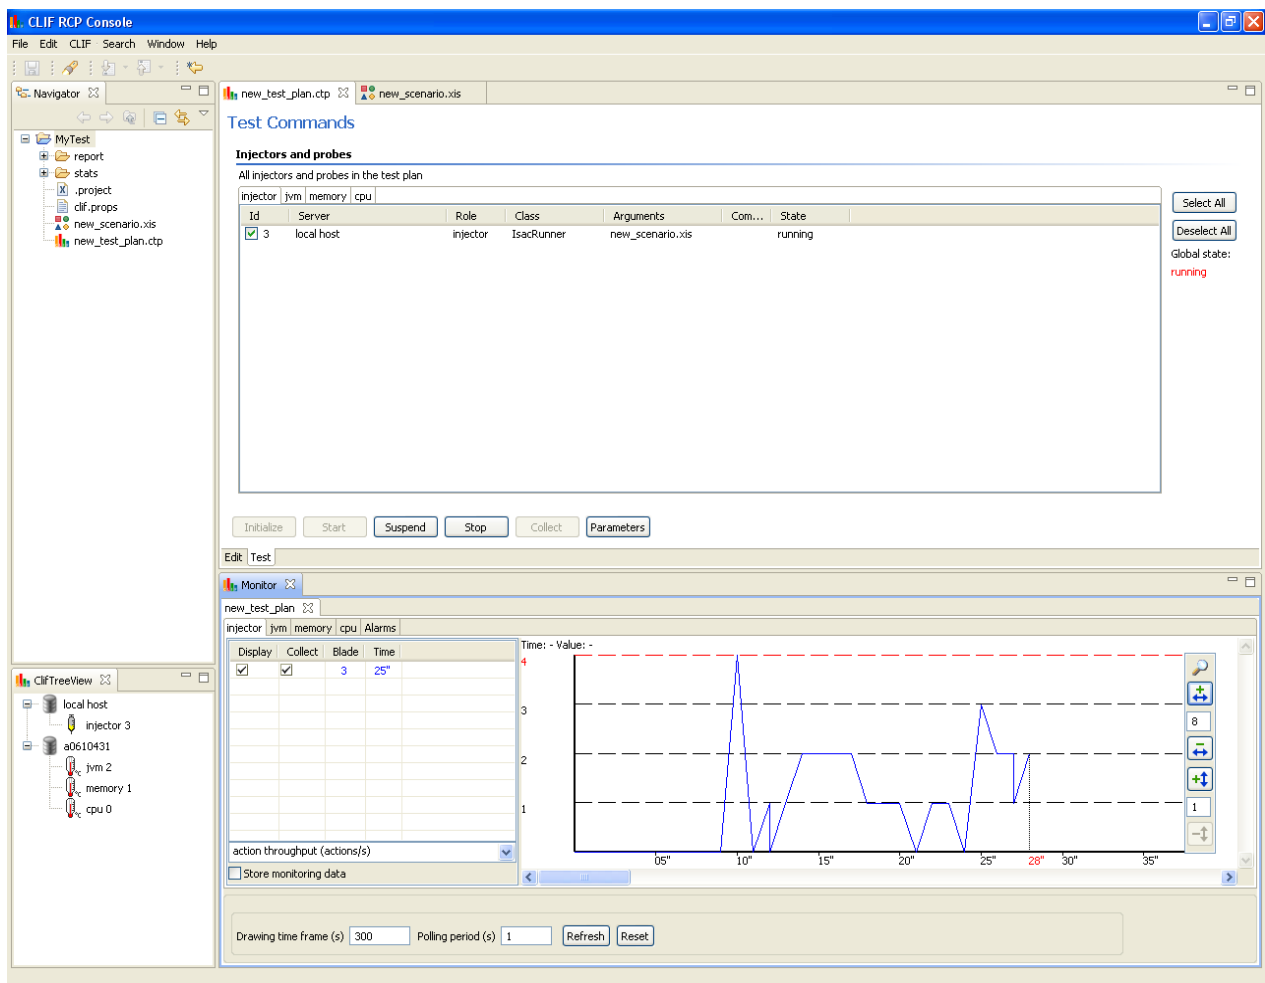 CLIF RCP Console
File Edit CLIF Search Window Help
Navigator
MyTest
report
stats
.project
clif.props
new_scenario.xis
new_test_plan.ctp
ClifTreeView
local host
injector 3
a0610431
jvm 2
memory 1
cpu 0
new_test_plan.ctp new_scenario.xis
Test Commands
Injectors and probes
All injectors and probes in the test plan
injector jvm memory cpu
Id Server Role Class Arguments Com... State
3 local host injector IsacRunner new_scenario.xis running
Select All
Deselect All
Global state:
running
Initialize Start Suspend Stop Collect Parameters
Edit Test
Monitor
new_test_plan
injector jvm memory cpu Alarms
Display Collect Blade Time
3 25"
action throughput (actions/s)
Store monitoring data
Time: - Value: -
4
3
2
1
05" 10" 15" 20" 25" 28" 30" 35"
8
1
Drawing time frame (s) 300 Polling period (s) 1 Refresh Reset